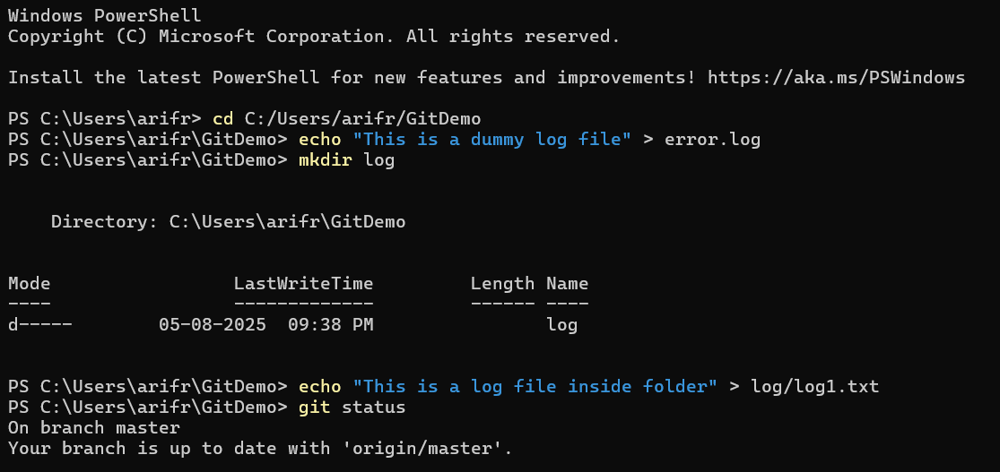 Windows PowerShell
Copyright (C) Microsoft Corporation. All rights reserved.
Install the latest PowerShell for new features and improvements! https://aka.ms/PSWindows
PS C:\Users\arifr> cd C:/Users/arifr/GitDemo
PS C:\Users\arifr\GitDemo> echo "This is a dummy log file" > error.log
PS C:\Users\arifr\GitDemo> mkdir log
    Directory: C:\Users\arifr\GitDemo
Mode                 LastWriteTime         Length Name
----                 -------------         ------ ----
d-----        05-08-2025  09:38 PM                log
PS C:\Users\arifr\GitDemo> echo "This is a log file inside folder" > log/log1.txt
PS C:\Users\arifr\GitDemo> git status
On branch master
Your branch is up to date with 'origin/master'.